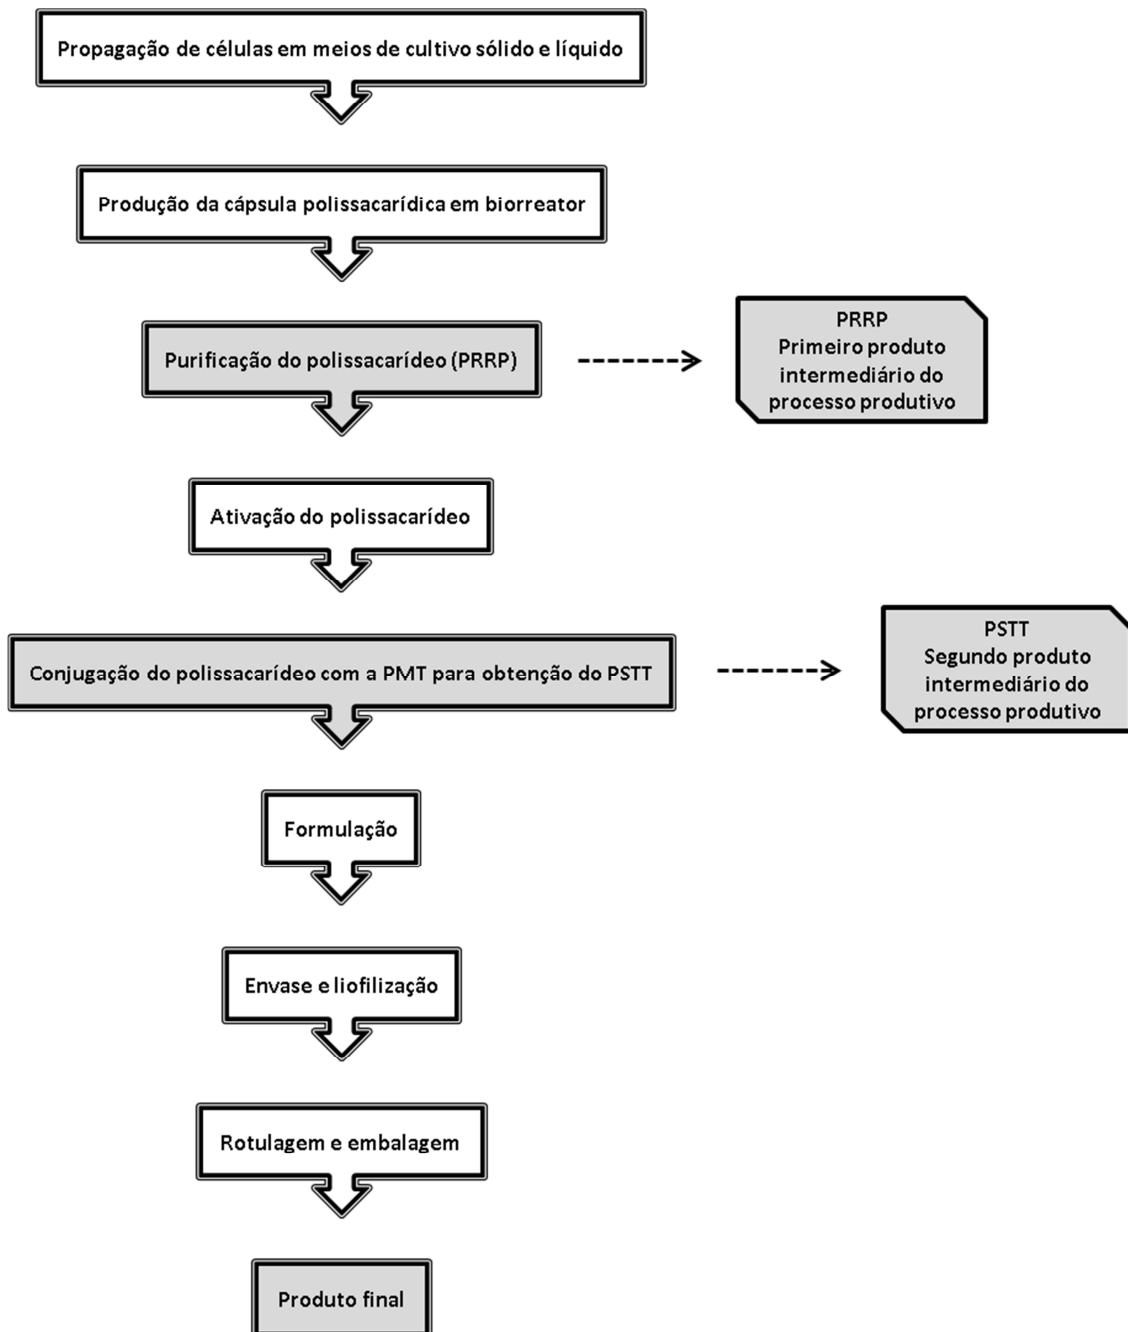 Propagação de células em meios de cultivo sólido e líquido
Produção da cápsula polissacarídica em biorreator
Purificação do polissacarídeo (PRRP)
PRRP
Primeiro produto
intermediário do
processo produtivo
Ativação do polissacarídeo
Conjugação do polissacarídeo com a PMT para obtenção do PSTT
PSTT
Segundo produto
intermediário do
processo produtivo
Formulação
Envase e liofilização
Rotulagem e embalagem
Produto final